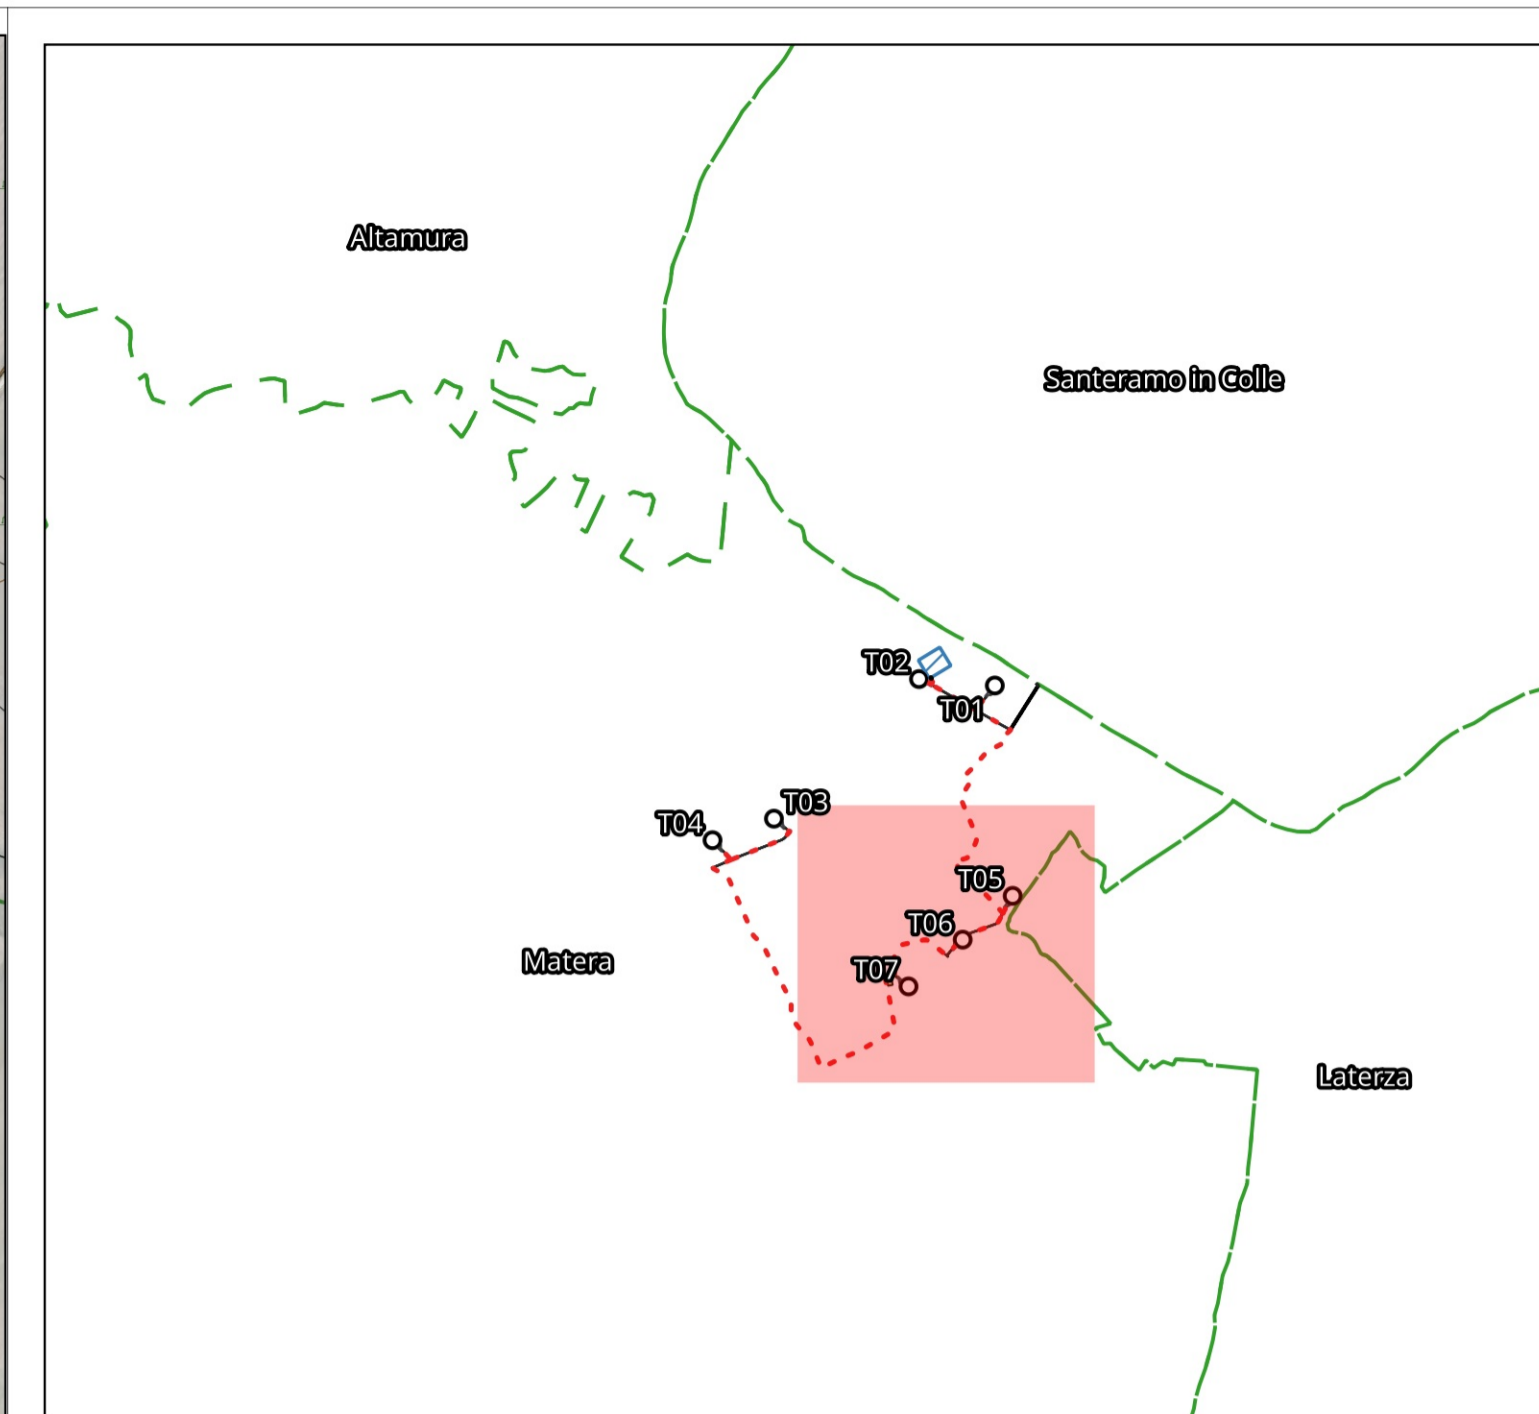 Altamura
Santeramo in Colle
T02
T01
T03
T04
T05
T06
Matera
T07
Laterza